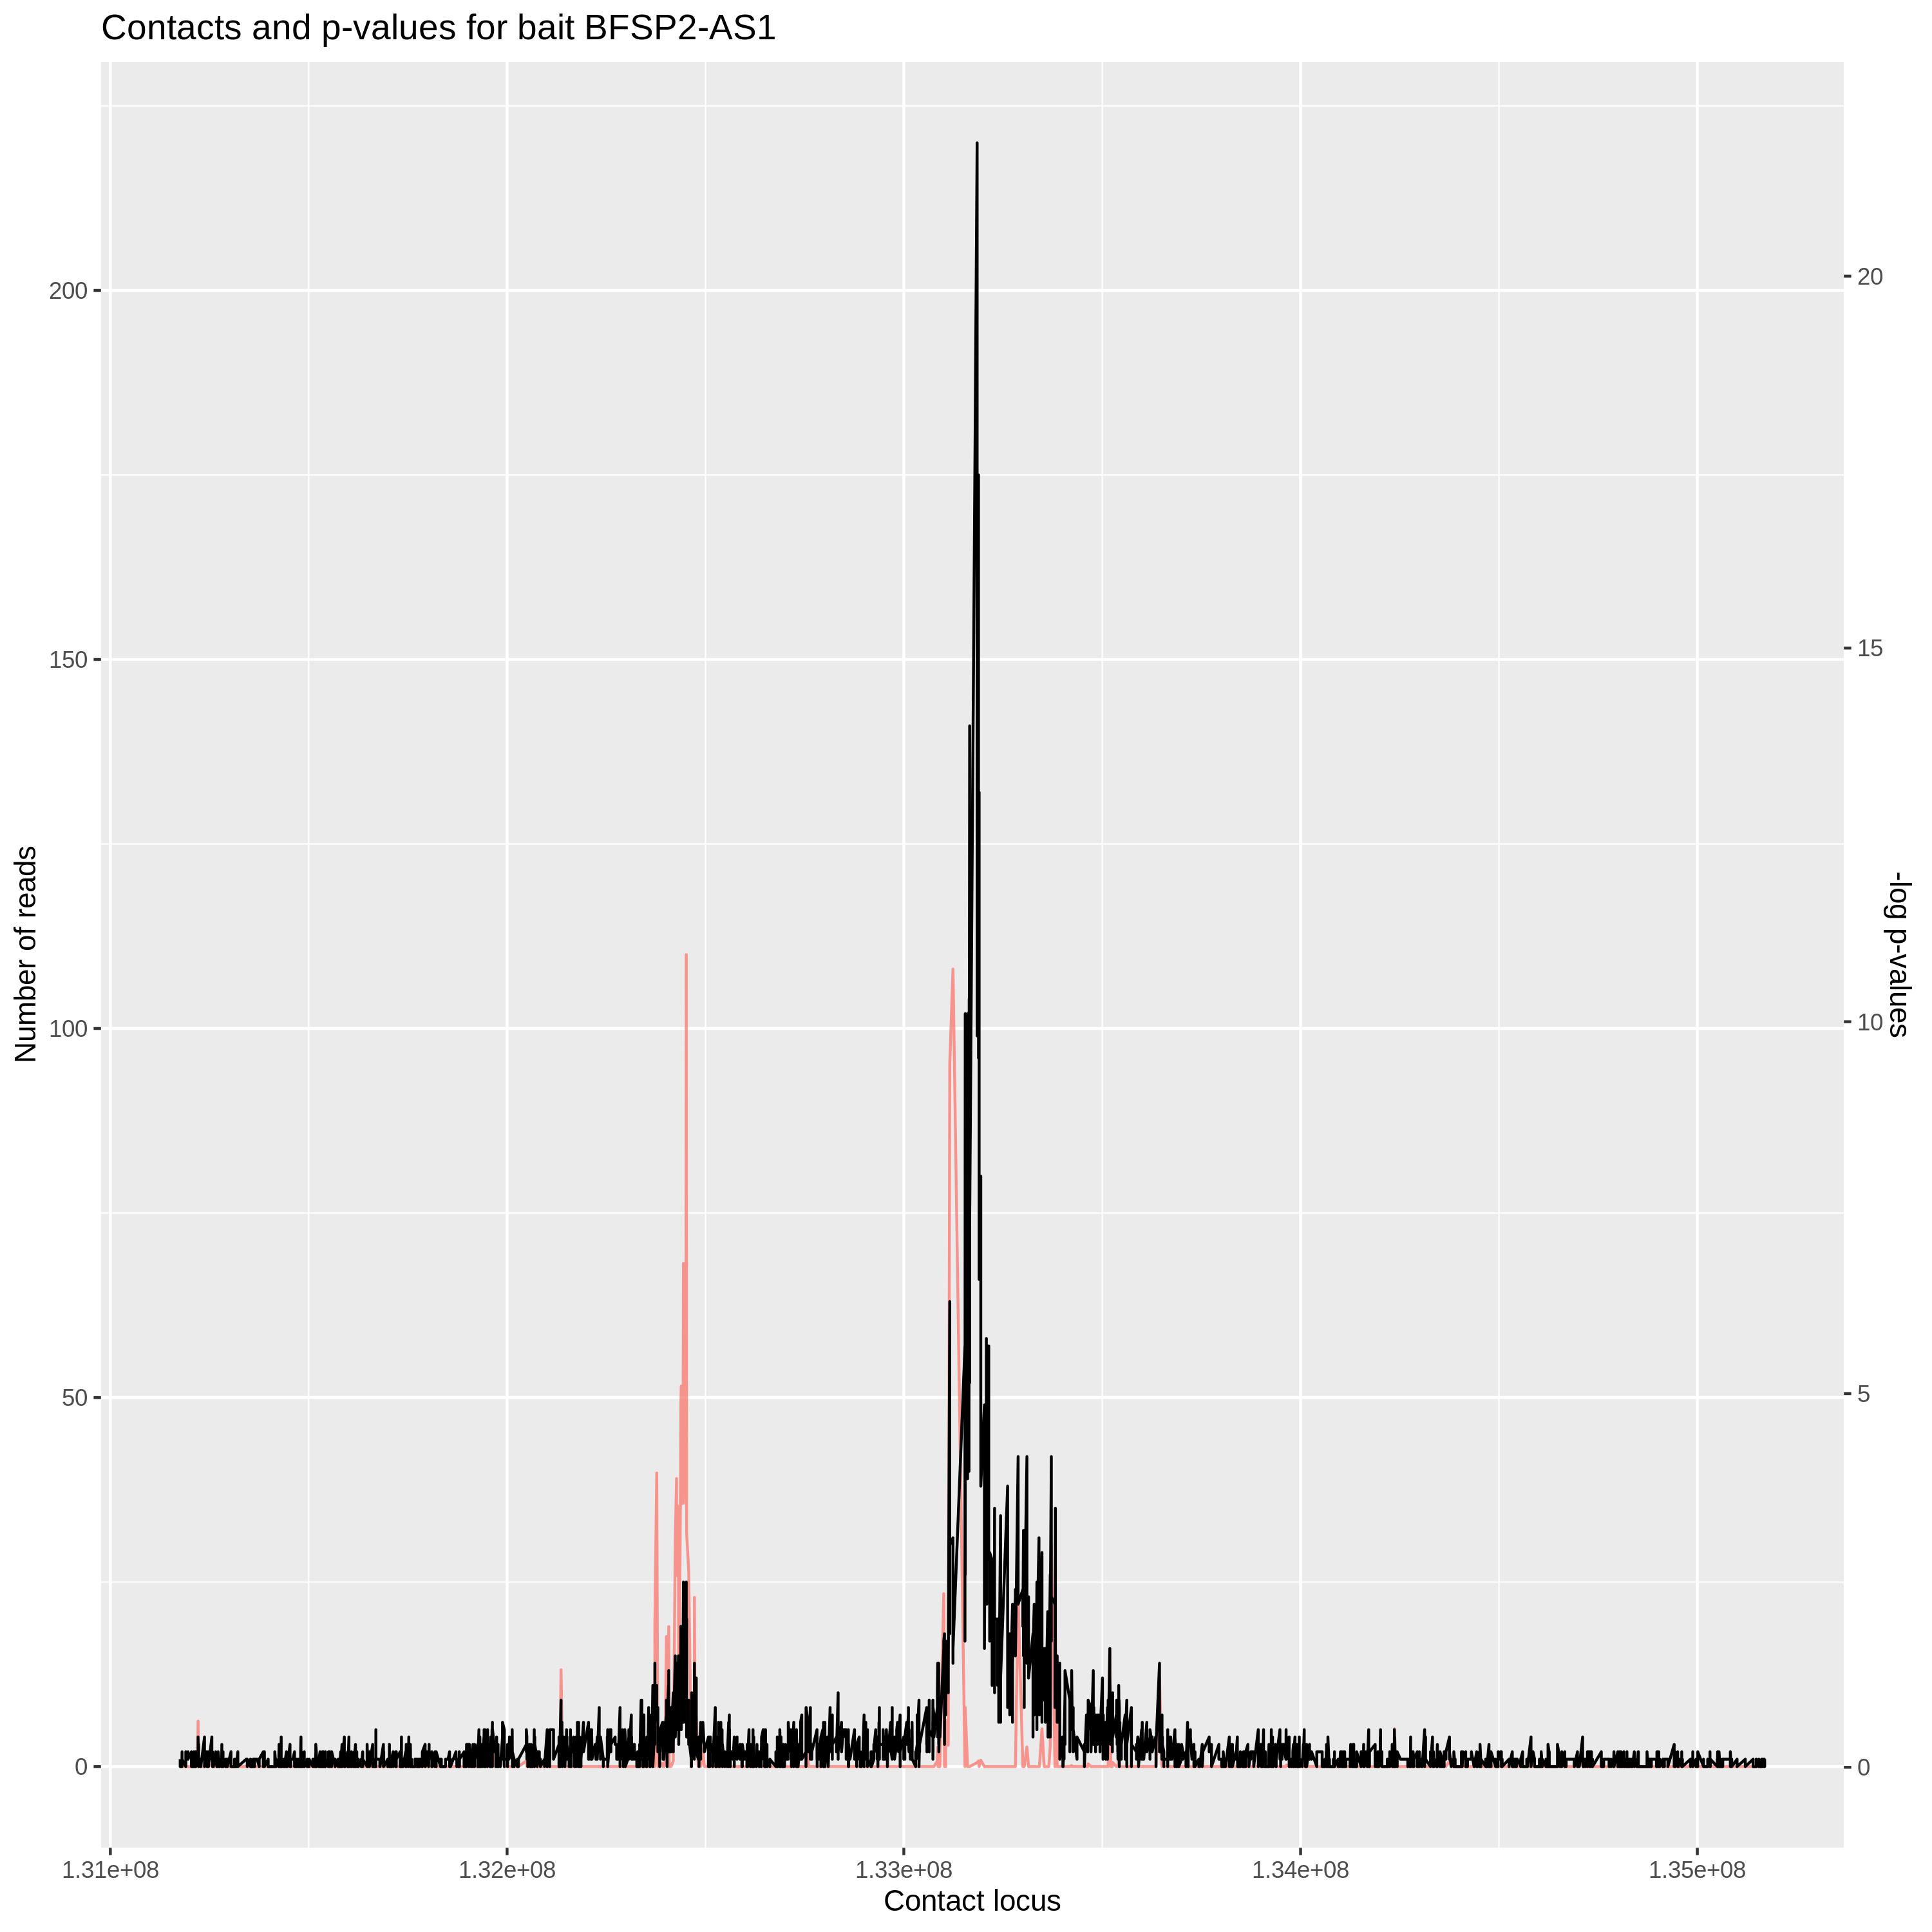 Contacts and p-values for bait BFSP2-AS1
200
150
100
50
0
Number of reads
20
15
10
5
0
-log p-values
1.31e+08
1.32e+08
1.33e+08
1.34e+08
1.35e+08
Contact locus